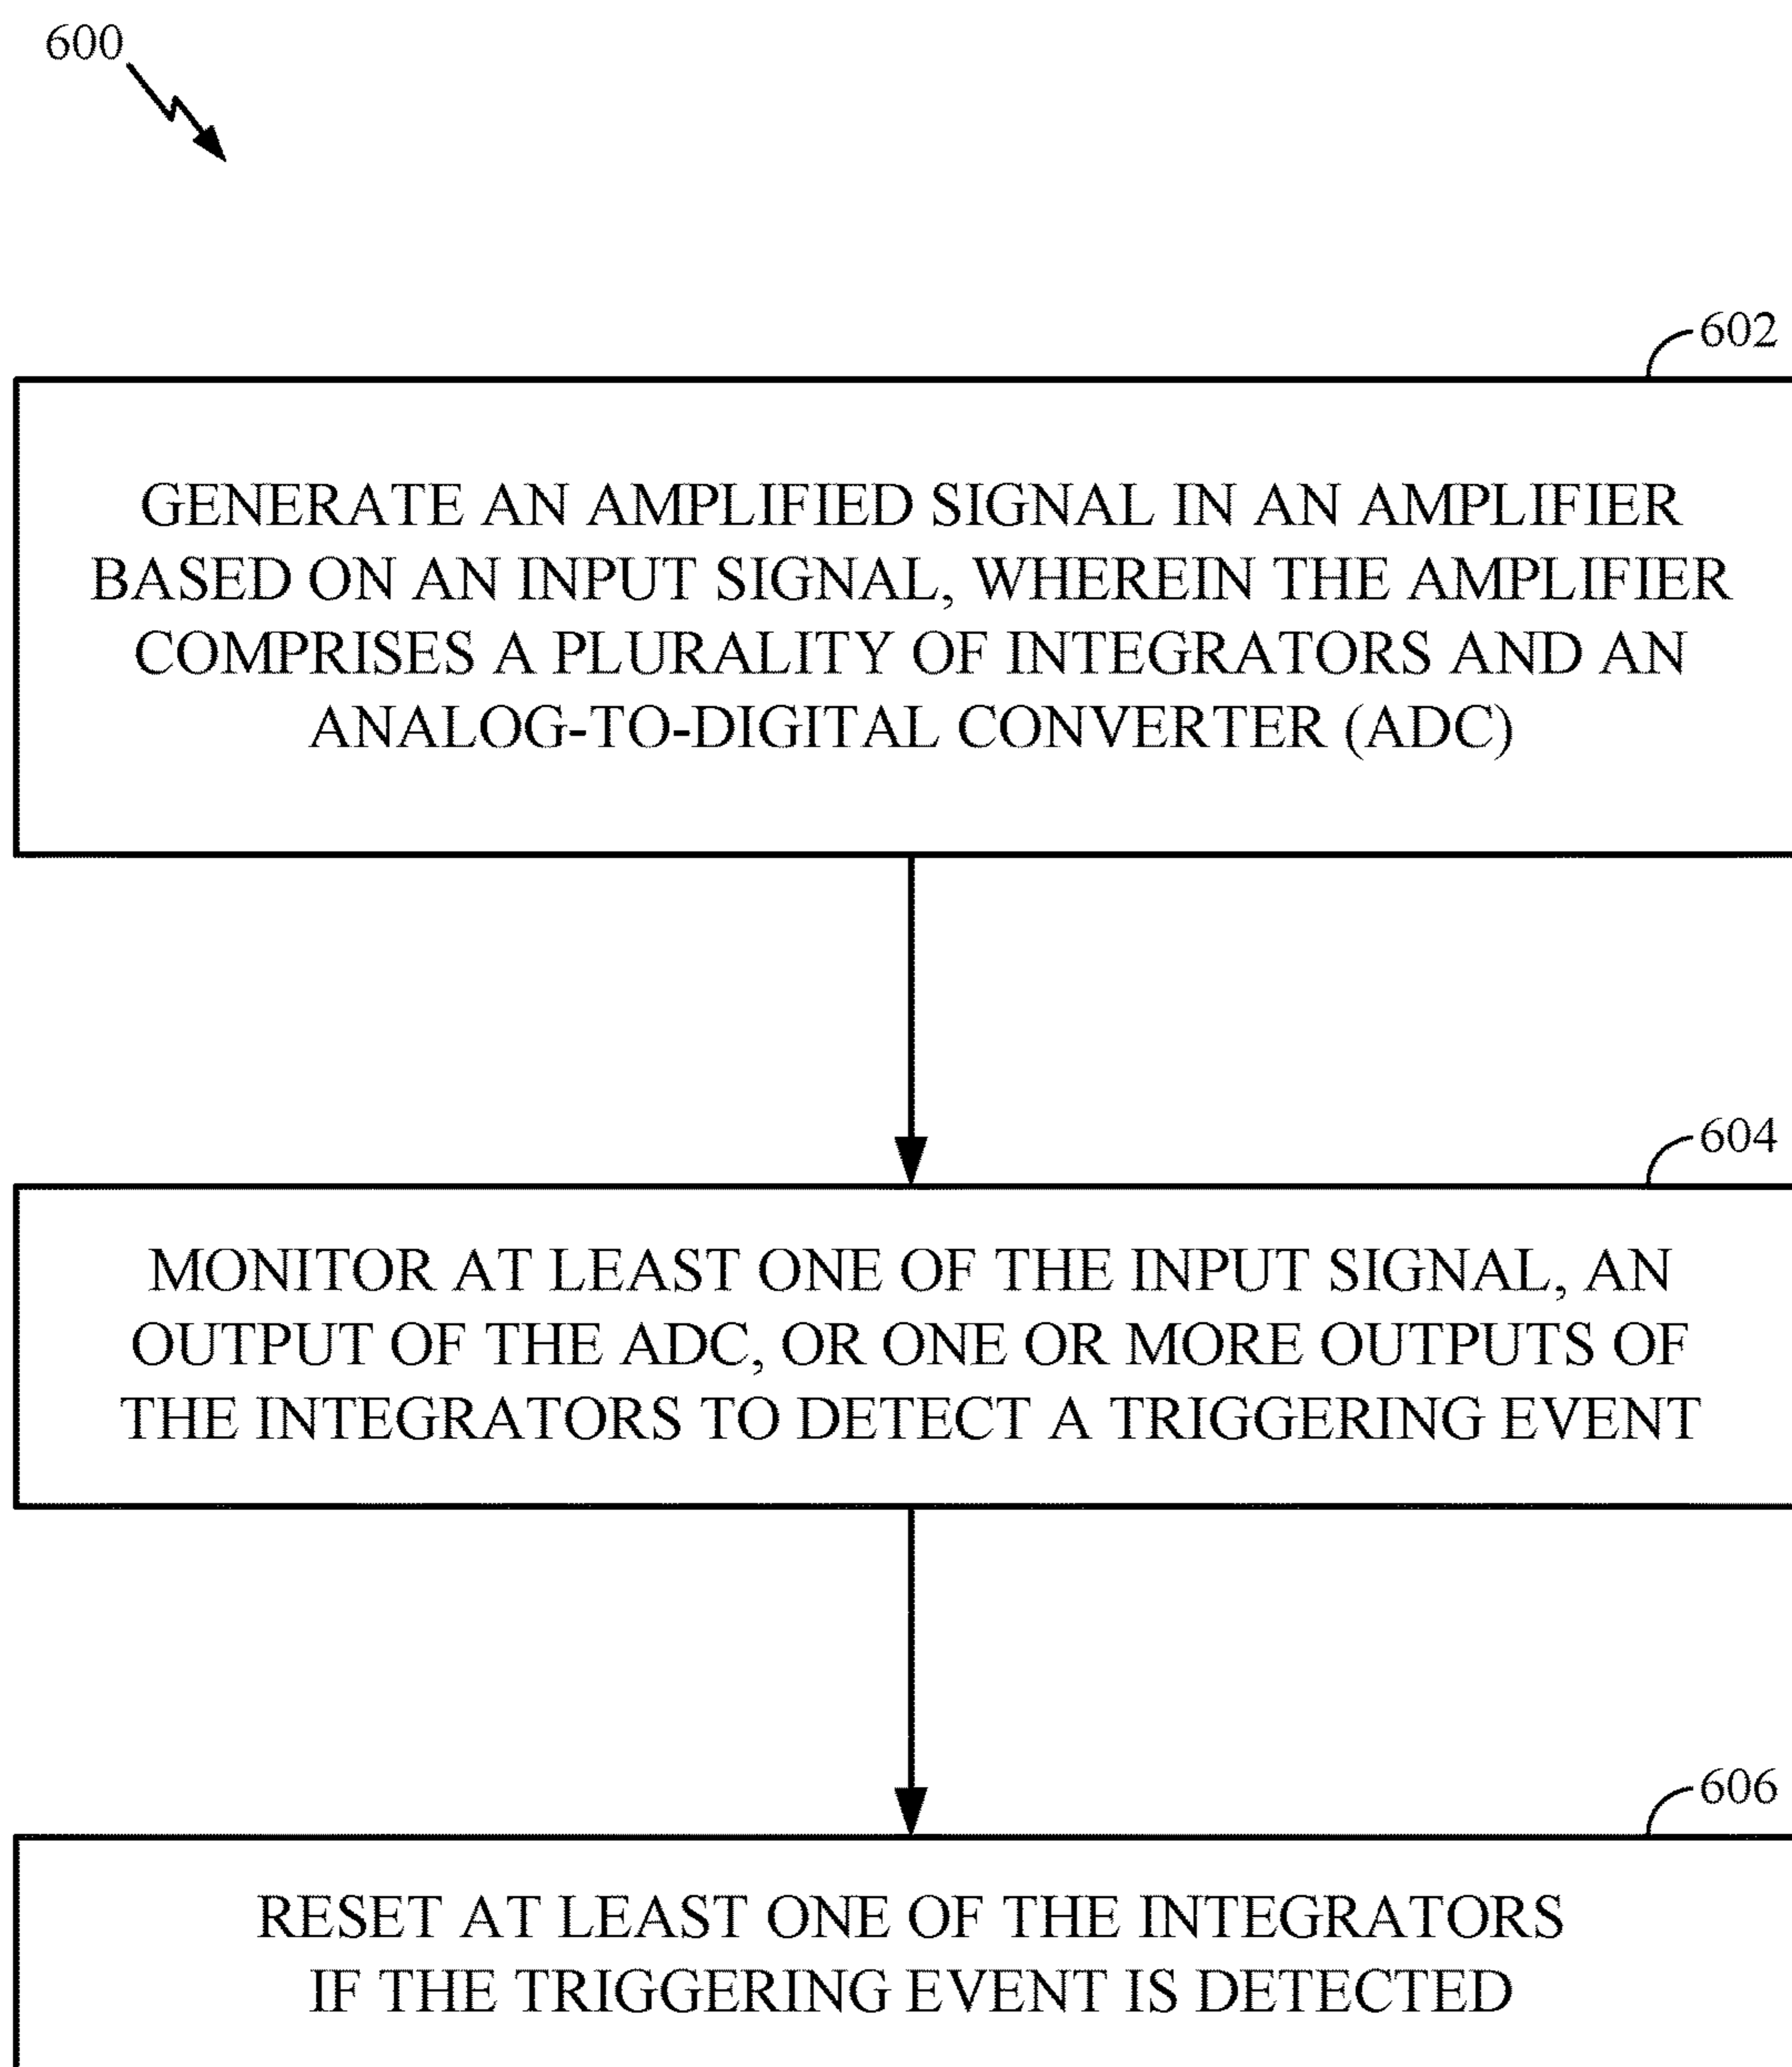 600
602
GENERATE AN AMPLIFIED SIGNAL IN AN AMPLIFIER
BASED ON AN INPUT SIGNAL, WHEREIN THE AMPLIFIER
COMPRISES A PLURALITY OF INTEGRATORS AND AN
ANALOG-TO-DIGITAL CONVERTER (ADC)
604
MONITOR AT LEAST ONE OF THE INPUT SIGNAL, AN
OUTPUT OF THE ADC, OR ONE OR MORE OUTPUTS OF
THE INTEGRATORS TO DETECT A TRIGGERING EVENT
606
RESET AT LEAST ONE OF THE INTEGRATORS
IF THE TRIGGERING EVENT IS DETECTED